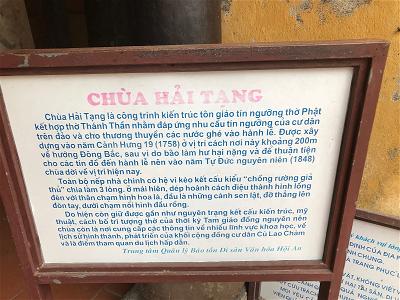 CHÙA HẢI TẠNG
Chùa Hải Tạng là công trình kiến trúc tôn giáo tín ngưỡng thờ Phật
kết hợp thờ Thánh Thần nhằm đáp ứng nhu cầu tín ngưỡng của cư dân
trên đảo và cho thương thuyền các nước ghé vào hành lễ. Được xây
dựng vào năm Cảnh Hưng 19 (1758) ở vị trí cách nơi này khoảng 200m
về hướng Đông Bắc, sau vì do bão làm hư hại nặng và để thuận tiện
cho các tín đồ đến hành lễ nên vào năm Tự Đức nguyên niên (1848)
chùa dời về vị trí hiện này.
Toàn bộ nếp nhà chính có hệ vì kèo kết cấu kiểu “chồng rường giả
thủ” chia làm 3 lòng, ở mái hiên, dép hoành cách điệu thành hình lồng
đèn với thân chạm hình hoa lá, đầu là những cánh sen lật, đỡ thẳng lên
đòn tay, dưới chạm nổi hình đầu rồng.
Do hiện còn giữ được gần như nguyên trạng kết cấu kiến trúc, mỹ
thuật, cách bố trí tượng thờ của thời kỳ Tam giáo đồng nguyên nên
chùa còn là nơi cung cấp các thông tin về nhiều lĩnh vực khoa học, về
lịch sử hình thành, phát triển của khối cộng đồng cư dân Cù Lao Chàm
và là điểm tham quan du lịch hấp dẫn.
Trung tâm Quản lý Bảo tồn Di sản Văn hóa Hội An